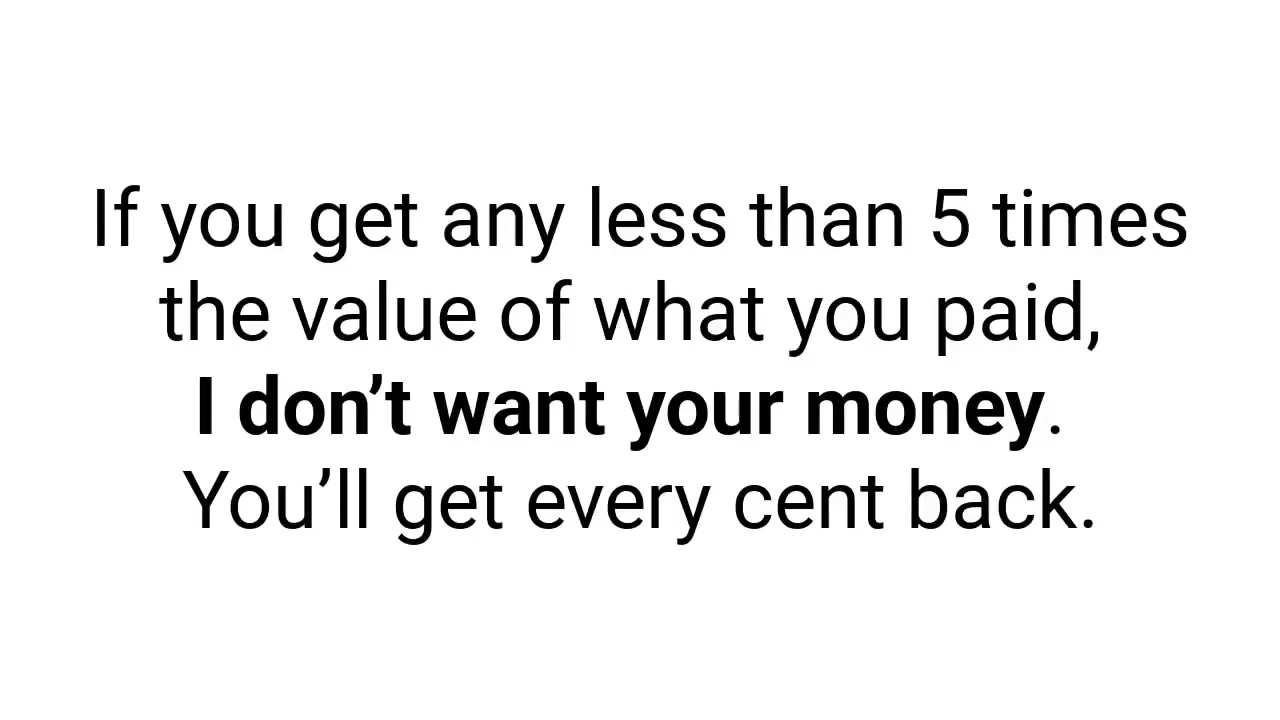 If you get any less than 5 times
the value of what you paid,
I don’t want your money.
You’ll get every cent back.